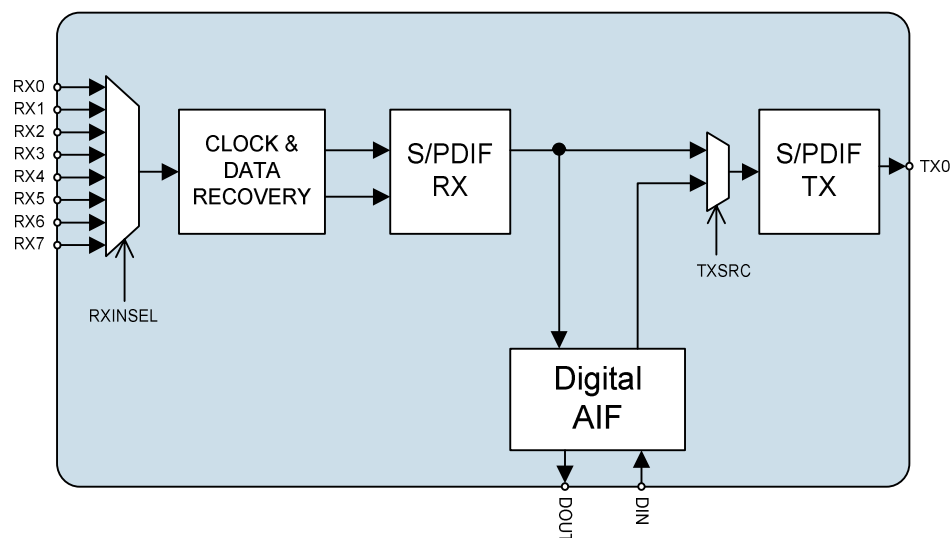 RX0
RX1
RX2
RX3
RX4
RX5
RX6
RX7
RXINSEL
CLOCK &
DATA
RECOVERY
S/PDIF
RX
TXSRC
S/PDIF
TX
TX0
Digital
AIF
DOUT
DIN